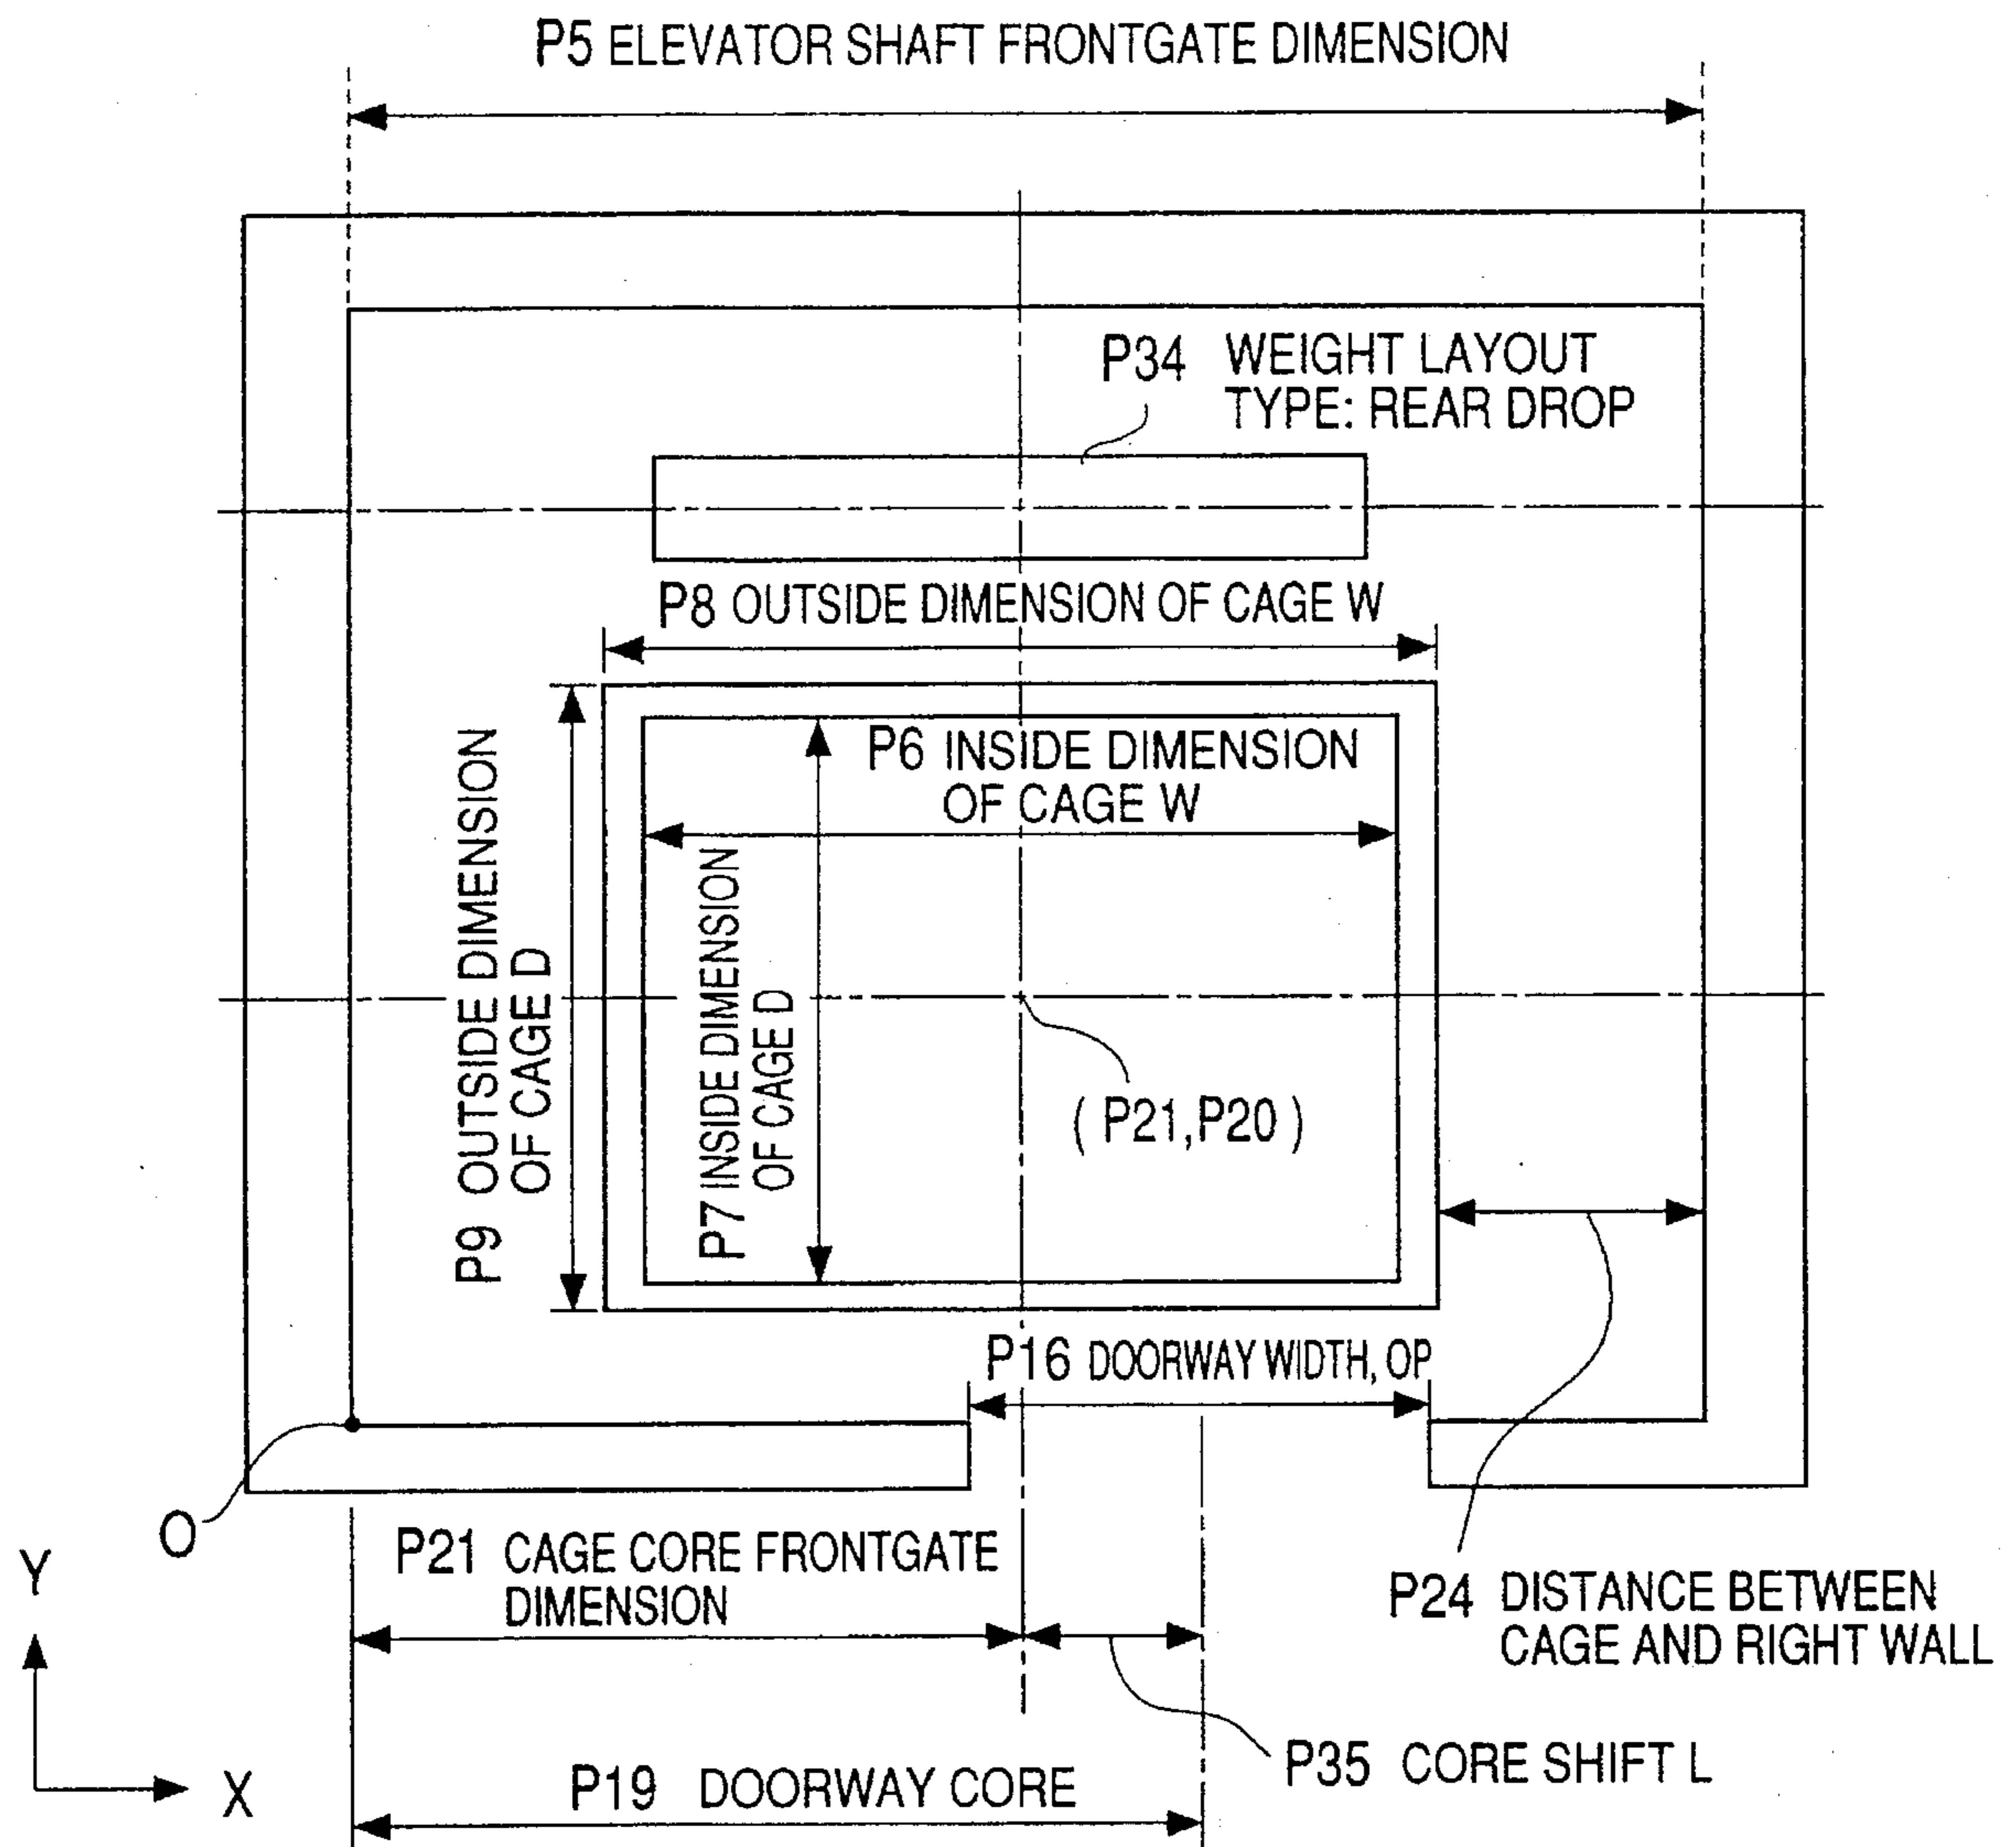 P5 ELEVATOR SHAFT FRONTGATE DIMENSION
P34 WEIGHT LAYOUT
TYPE: REAR DROP
P8 OUTSIDE DIMENSION OF CAGE W
P6 INSIDE DIMENSION
OF CAGE W
P9 OUTSIDE DIMENSION
OF CAGE D
P7 INSIDE DIMENSION
OF CAGE D
( P21,P20 )
P16 DOORWAY WIDTH, OP
O
P21 CAGE CORE FRONTGATE
DIMENSION
P24 DISTANCE BETWEEN
CAGE AND RIGHT WALL
Y
X
P35 CORE SHIFT L
P19 DOORWAY CORE